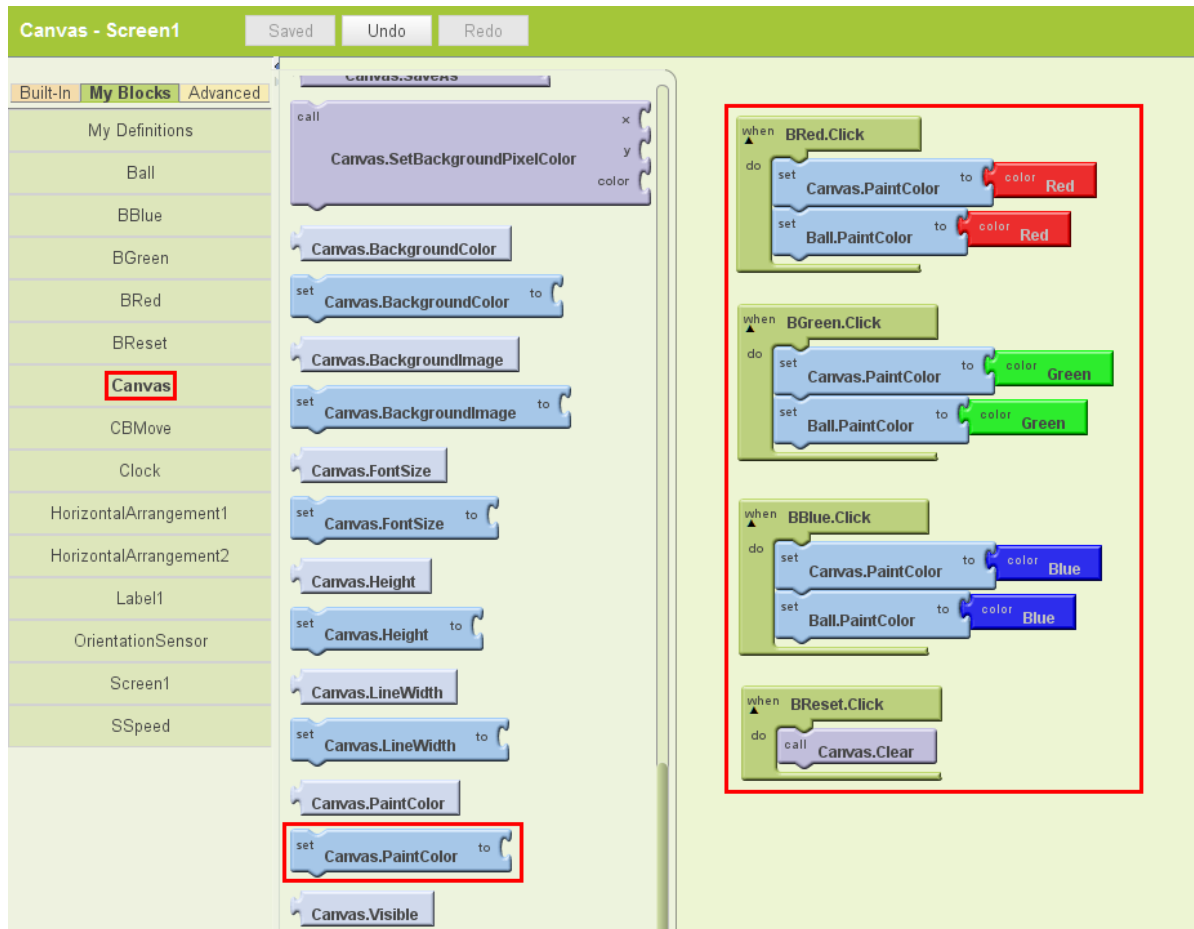 Canvas - Screen1 Saved Undo Redo
Built-In My Blocks Advanced
My Definitions
Ball
BBlue
BGreen
BRed
BReset
Canvas
CBMove
Clock
HorizontalArrangement1
HorizontalArrangement2
Label1
OrientationSensor
Screen1
SSpeed
Canvas.SaveAs
call x
Canvas.SetBackgroundPixelColor y
color
Canvas.BackgroundColor
set Canvas.BackgroundColor to
Canvas.BackgroundImage
set Canvas.BackgroundImage to
Canvas.FontSize
set Canvas.FontSize to
Canvas.Height
set Canvas.Height to
Canvas.LineWidth
set Canvas.LineWidth to
Canvas.PaintColor
set Canvas.PaintColor to
Canvas.Visible
when BRed.Click
do set Canvas.PaintColor to color Red
set Ball.PaintColor to color Red
when BGreen.Click
do set Canvas.PaintColor to color Green
set Ball.PaintColor to color Green
when BBlue.Click
do set Canvas.PaintColor to color Blue
set Ball.PaintColor to color Blue
when BReset.Click
do call Canvas.Clear